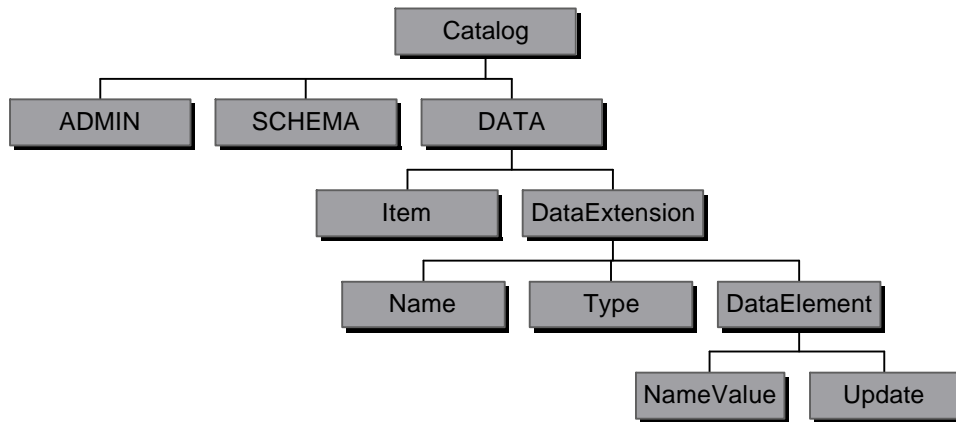 Catalog
ADMIN
SCHEMA
DATA
Item
DataExtension
Name
Type
DataElement
NameValue
Update